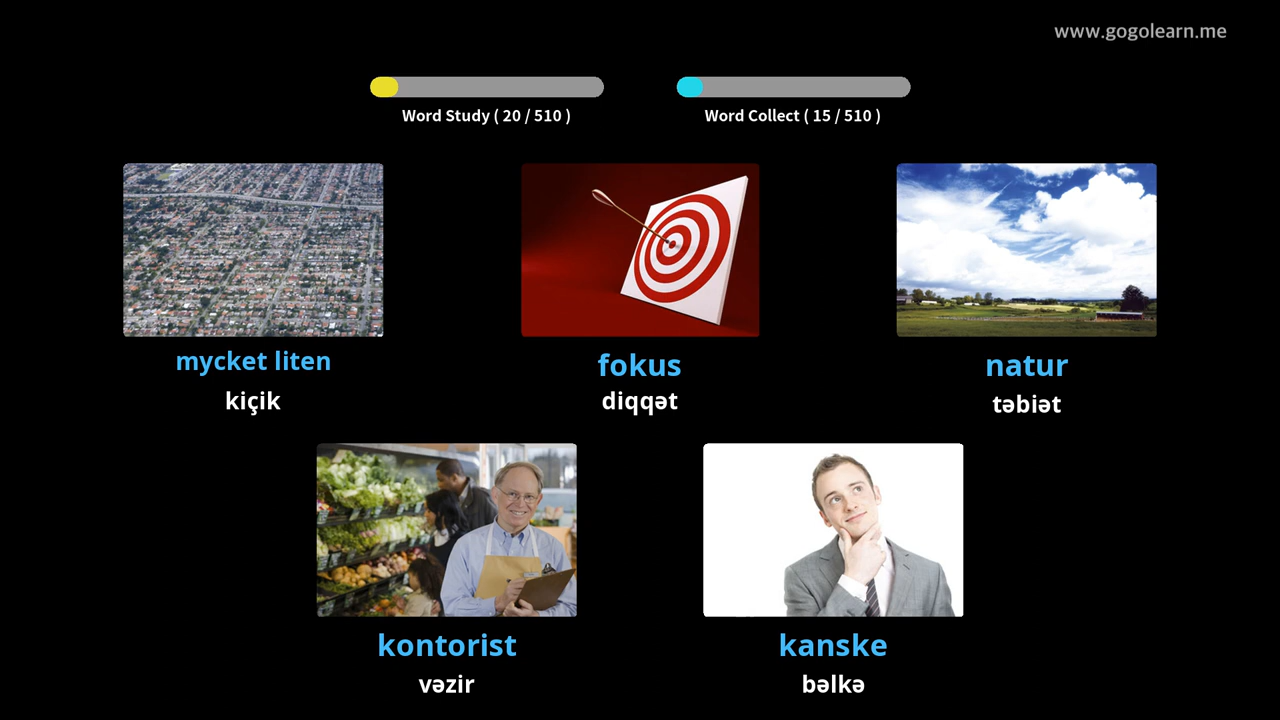 www.gogolearn.me
Word Study ( 20 / 510 )
Word Collect ( 15 / 510 )
mycket liten
kiçik
fokus
diqqət
natur
təbiət
kontorist
vəzir
kanske
bəlkə